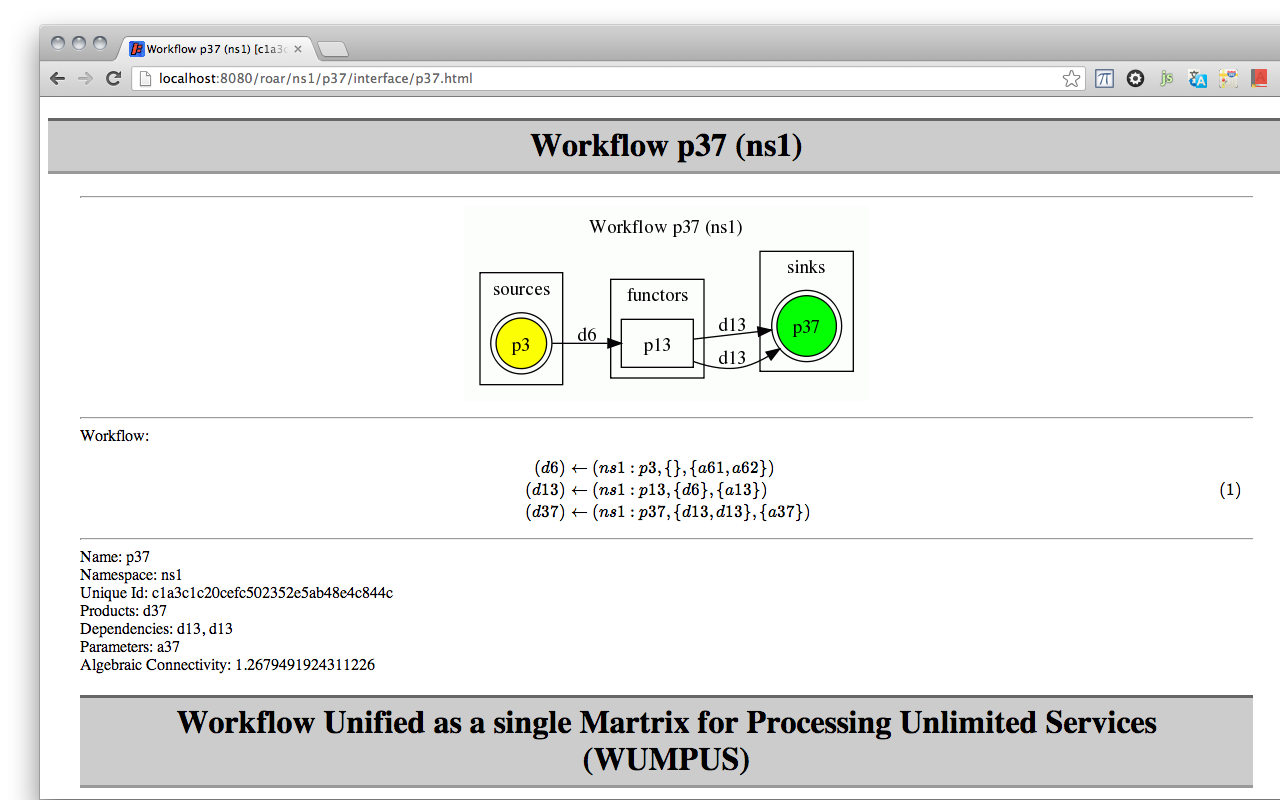 Workflow p37 (ns1) [c1a3c
localhost:8080/roar/ns1/p37/interface/p37.html
π js
Workflow p37 (ns1)
Workflow p37 (ns1)
sources
functors
sinks
p3
d6
p13
d13
d13
p37
Workflow:
(d6) ← (ns1 : p3, {}, {a61, a62})
(d13) ← (ns1 : p13, {d6}, {a13}) (1)
(d37) ← (ns1 : p37, {d13, d13}, {a37})
Name: p37
Namespace: ns1
Unique Id: c1a3c1c20cefc502352e5ab48e4c844c
Products: d37
Dependencies: d13, d13
Parameters: a37
Algebraic Connectivity: 1.2679491924311226
Workflow Unified as a single Martrix for Processing Unlimited Services
(WUMPUS)